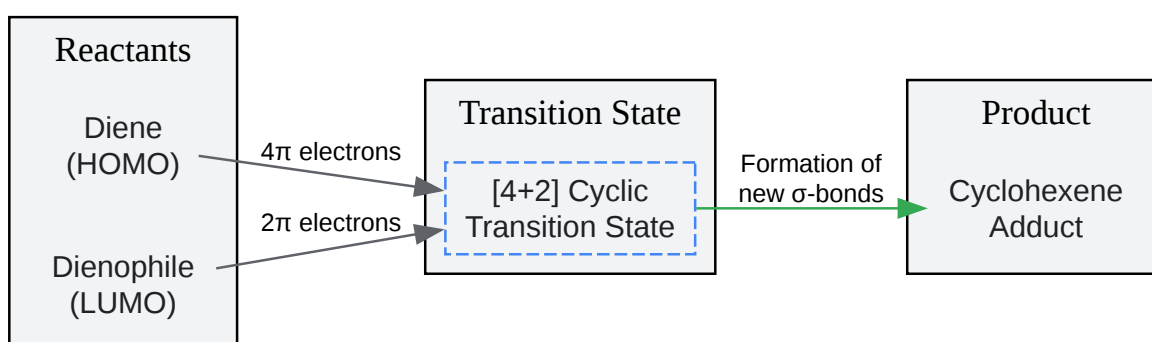 Reactants
Diene
(HOMO)
Dienophile
(LUMO)
4π electrons
2π electrons
Transition State
[4+2] Cyclic
Transition State
Formation of
new σ-bonds
Product
Cyclohexene
Adduct